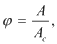 φ = A / A_c ,